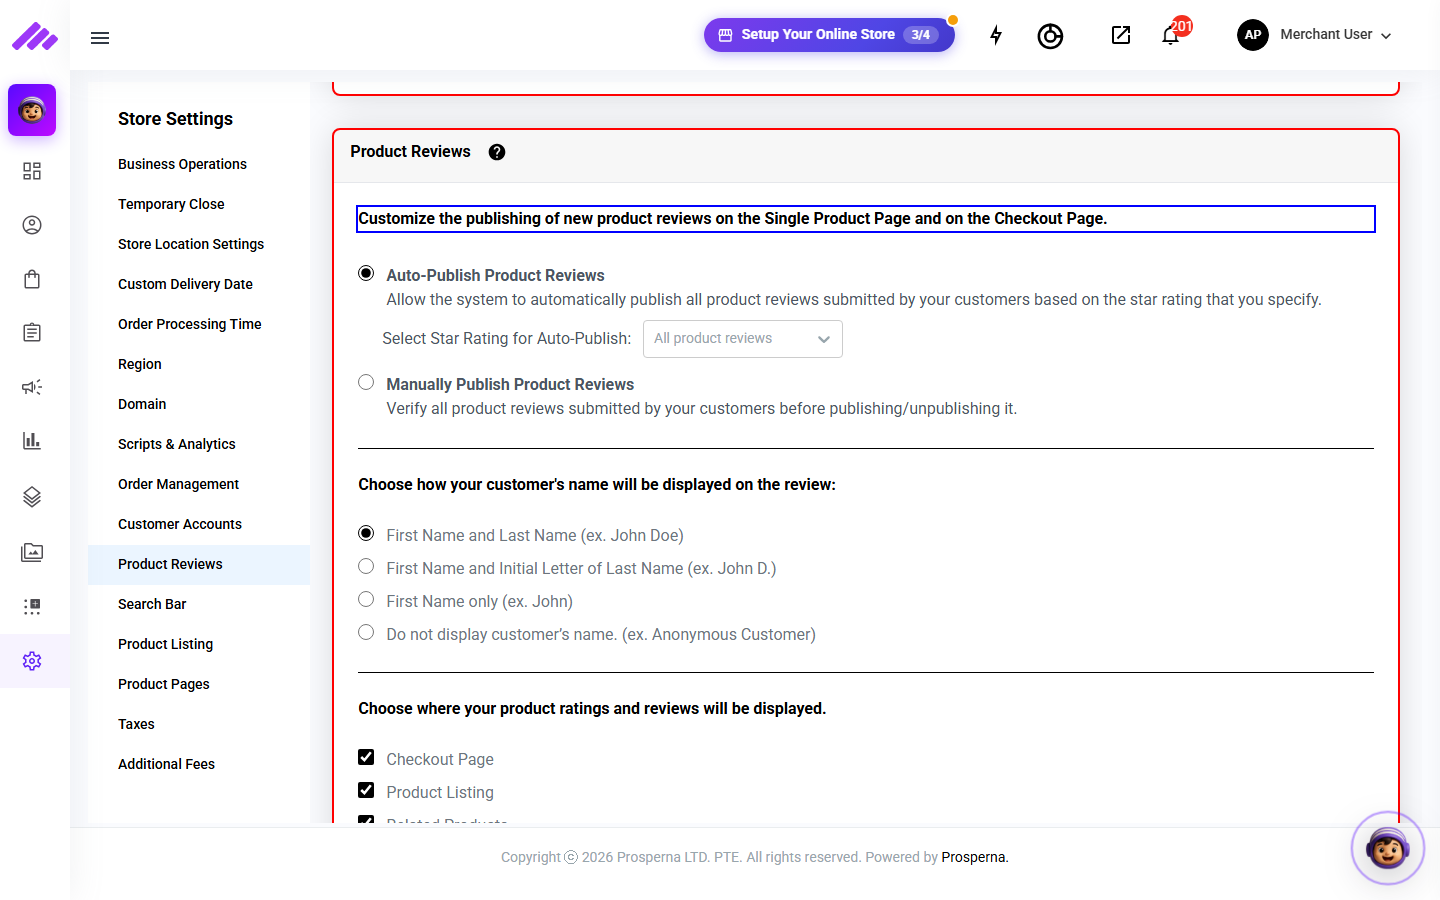 Setup Your Online Store 3/4
201
AP Merchant User
Store Settings
Business Operations
Temporary Close
Store Location Settings
Custom Delivery Date
Order Processing Time
Region
Domain
Scripts & Analytics
Order Management
Customer Accounts
Product Reviews
Search Bar
Product Listing
Product Pages
Taxes
Additional Fees
Product Reviews ?
Customize the publishing of new product reviews on the Single Product Page and on the Checkout Page.
Auto-Publish Product Reviews
Allow the system to automatically publish all product reviews submitted by your customers based on the star rating that you specify.
Select Star Rating for Auto-Publish: All product reviews
Manually Publish Product Reviews
Verify all product reviews submitted by your customers before publishing/unpublishing it.
Choose how your customer's name will be displayed on the review:
First Name and Last Name (ex. John Doe)
First Name and Initial Letter of Last Name (ex. John D.)
First Name only (ex. John)
Do not display customer's name. (ex. Anonymous Customer)
Choose where your product ratings and reviews will be displayed.
Checkout Page
Product Listing
Related Products
Copyright © 2026 Prosperna LTD. PTE. All rights reserved. Powered by Prosperna.